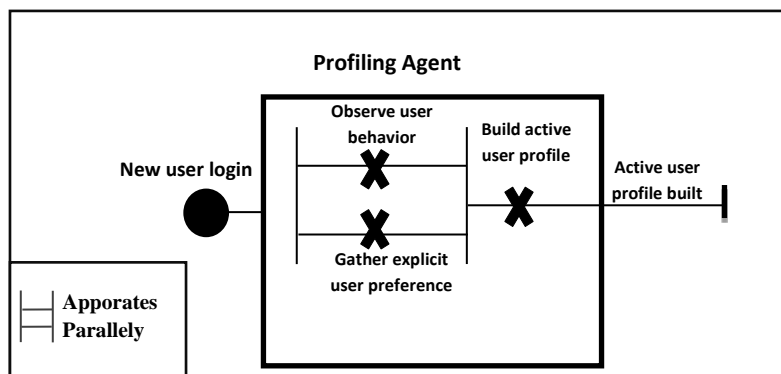 Profiling Agent
Observe user
behavior
Build active
user profile
New user login
Active user
profile built
Gather explicit
user preference
Apporates
Parallely